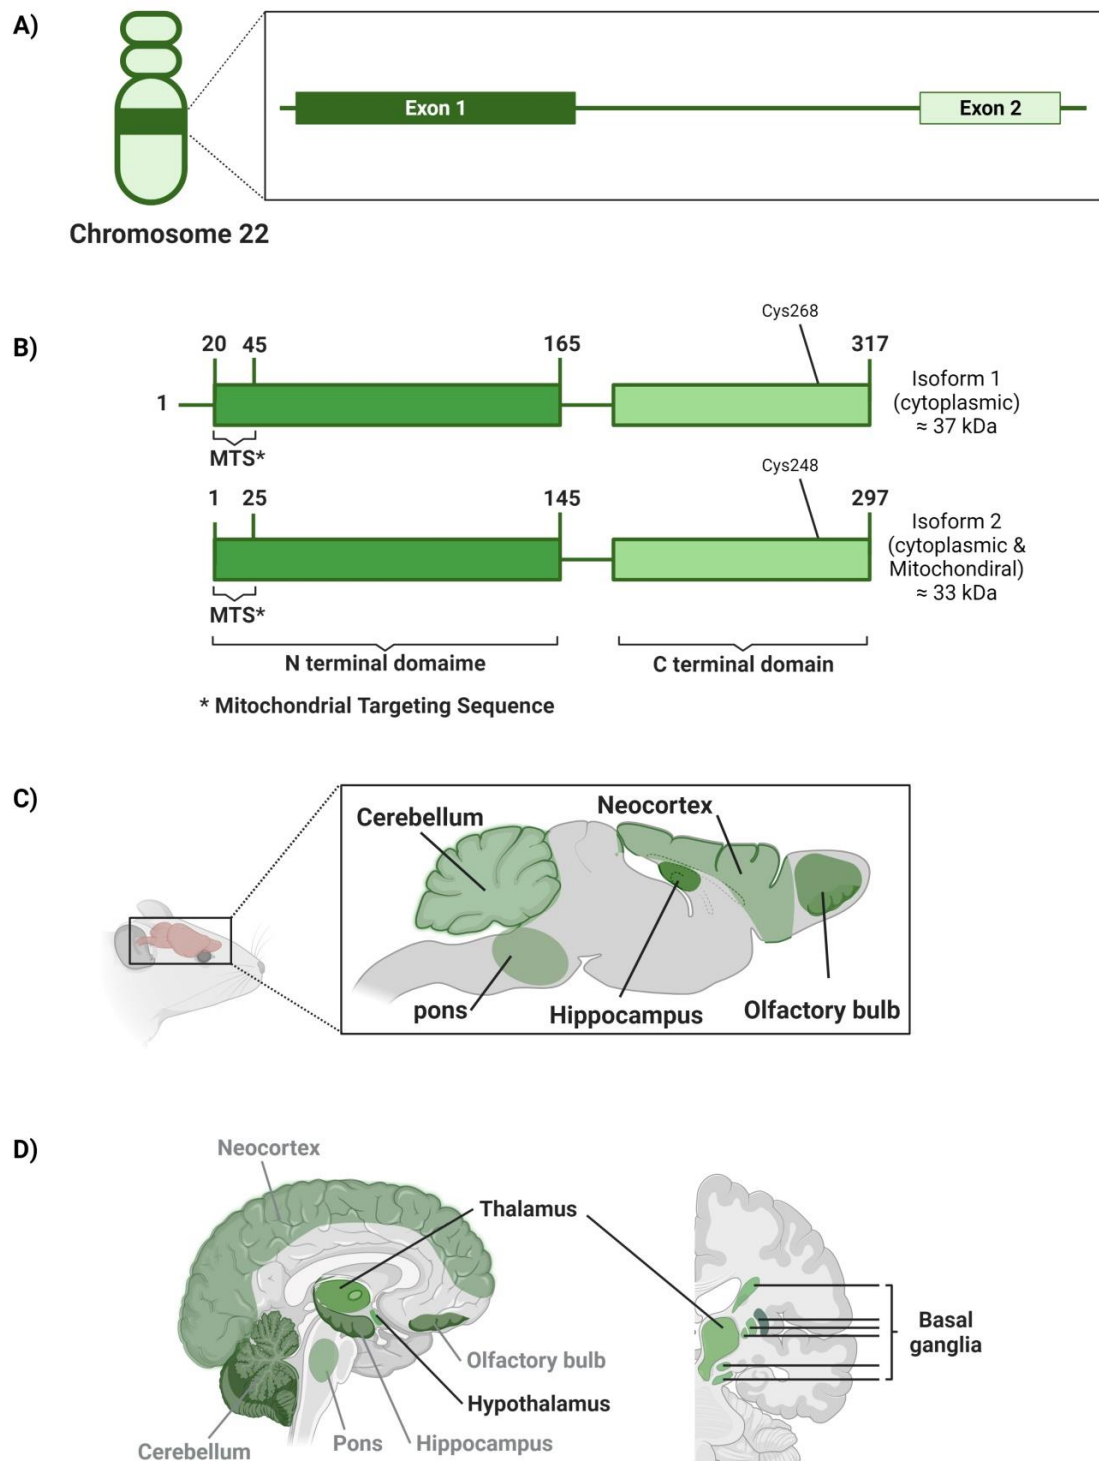 A)
Exon 1
Exon 2
Chromosome 22
B)
Cys268
20 45 165 317
1
Isoform 1
(cytoplasmic)
≈ 37 kDa
MTS*
Cys248
1 25 145 297
Isoform 2
(cytoplasmic &
Mitochondiral)
≈ 33 kDa
MTS*
N terminal domaime
C terminal domain
* Mitochondrial Targeting Sequence
C)
Cerebellum
Neocortex
pons
Hippocampus
Olfactory bulb
D)
Neocortex
Thalamus
Basal
ganglia
Olfactory bulb
Hypothalamus
Cerebellum
Pons
Hippocampus